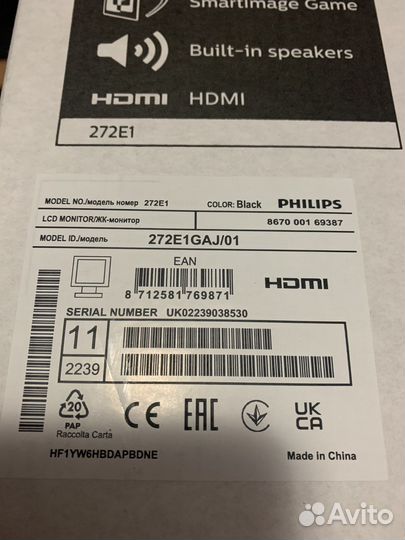 SmartImage Game
Built-in speakers
HDMI HDMI
272E1
MODEL NO./модель номер 272E1 COLOR: Black PHILIPS
LCD MONITOR/ЖК-монитор 8670 001 69387
MODEL ID./модель 272E1GAJ/01
EAN
HDMI
8 712581 769871
SERIAL NUMBER UK02239038530
11
2239
20
PAP
Raccolta Carta
CE EAC UK CA
HF1YW6HBDAPBDNE Made in China
Avito